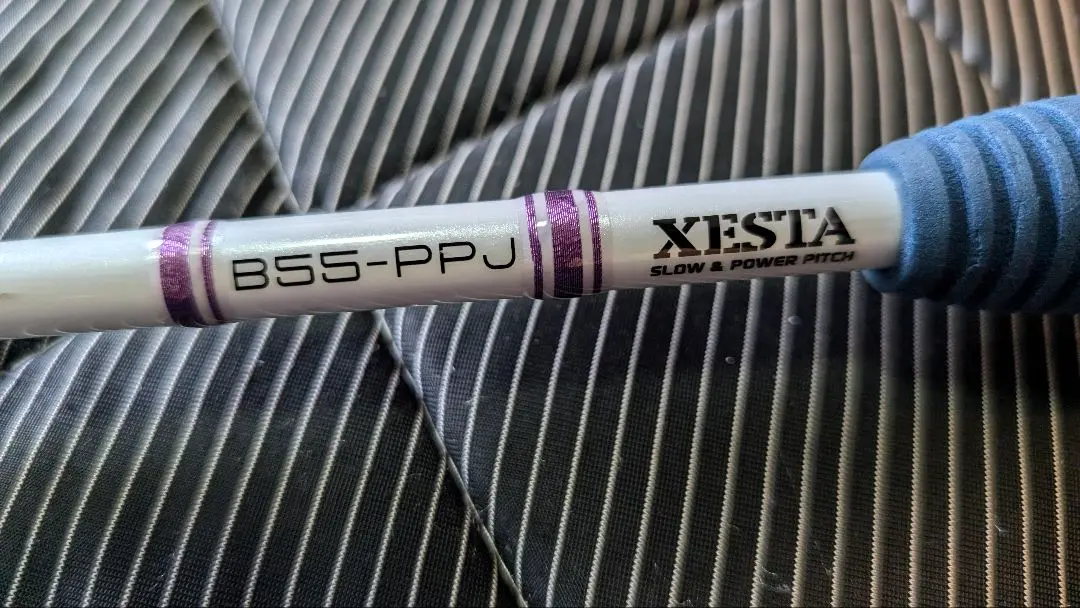 B55-PPJ
XESTA
SLOW & POWER PITCH